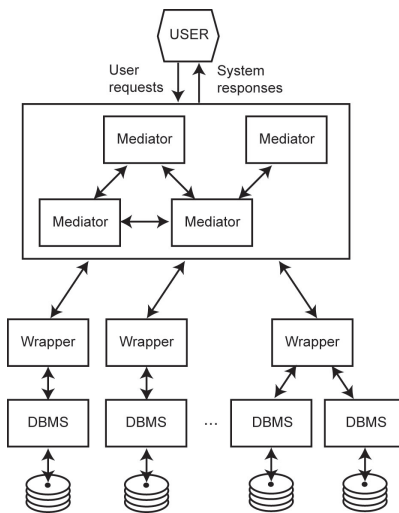 USER
User
requests
System
responses
Mediator
Mediator
Mediator
Mediator
Wrapper
Wrapper
Wrapper
DBMS
DBMS
...
DBMS
DBMS